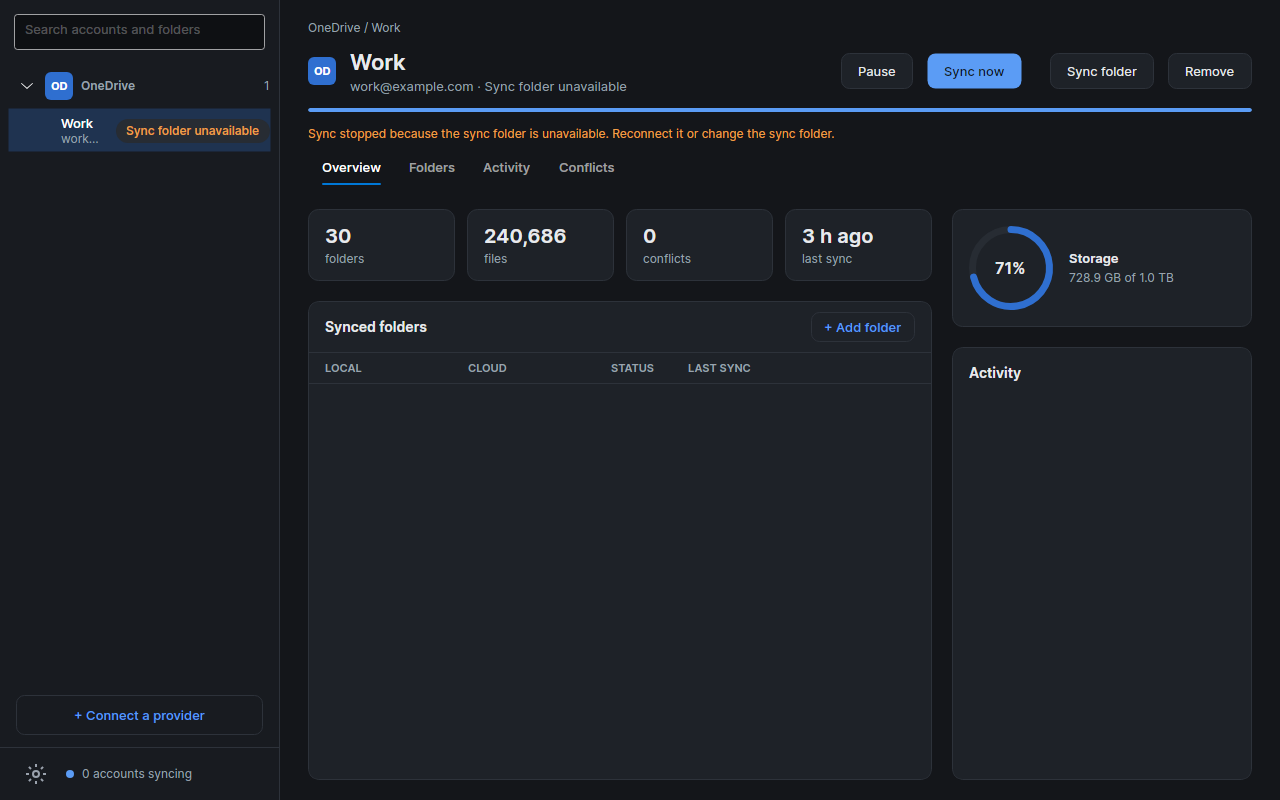 Search accounts and folders
OD OneDrive 1
Work
work...
Sync folder unavailable
+ Connect a provider
0 accounts syncing
OneDrive / Work
OD
Work
work@example.com · Sync folder unavailable
Pause
Sync now
Sync folder
Remove
Sync stopped because the sync folder is unavailable. Reconnect it or change the sync folder.
Overview Folders Activity Conflicts
30
folders
240,686
files
0
conflicts
3 h ago
last sync
71%
Storage
728.9 GB of 1.0 TB
Synced folders
+ Add folder
LOCAL CLOUD STATUS LAST SYNC
Activity